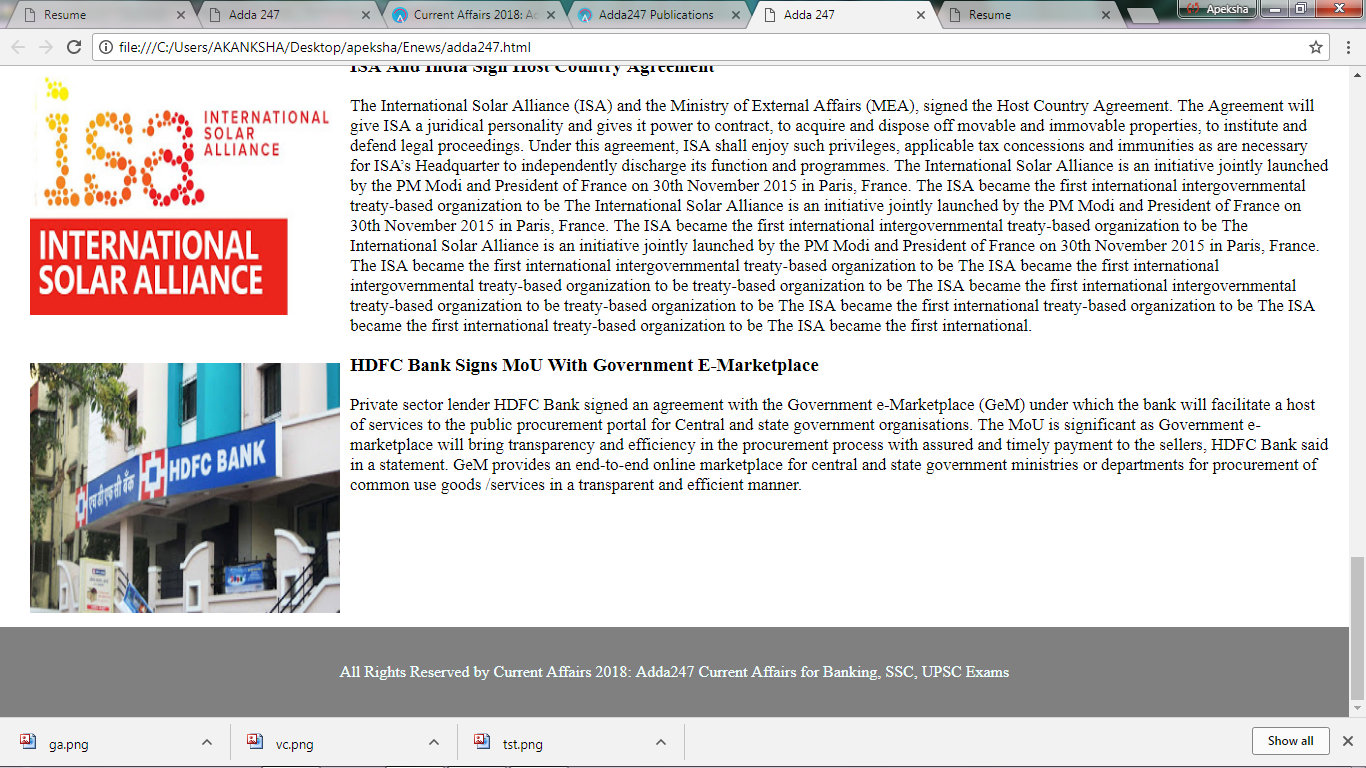 Resume
Adda 247
Current Affairs 2018: Ad
Adda247 Publications
Adda 247
Resume
Apeksha
file:///C:/Users/AKANKSHA/Desktop/apeksha/Enews/adda247.html
ISA And India Sign Host Country Agreement
isa
INTERNATIONAL
SOLAR
ALLIANCE
INTERNATIONAL
SOLAR ALLIANCE
The International Solar Alliance (ISA) and the Ministry of External Affairs (MEA), signed the Host Country Agreement. The Agreement will
give ISA a juridical personality and gives it power to contract, to acquire and dispose off movable and immovable properties, to institute and
defend legal proceedings. Under this agreement, ISA shall enjoy such privileges, applicable tax concessions and immunities as are necessary
for ISA’s Headquarter to independently discharge its function and programmes. The International Solar Alliance is an initiative jointly launched
by the PM Modi and President of France on 30th November 2015 in Paris, France. The ISA became the first international intergovernmental
treaty-based organization to be The International Solar Alliance is an initiative jointly launched by the PM Modi and President of France on
30th November 2015 in Paris, France. The ISA became the first international intergovernmental treaty-based organization to be The
International Solar Alliance is an initiative jointly launched by the PM Modi and President of France on 30th November 2015 in Paris, France.
The ISA became the first international intergovernmental treaty-based organization to be The ISA became the first international
intergovernmental treaty-based organization to be treaty-based organization to be The ISA became the first international intergovernmental
treaty-based organization to be treaty-based organization to be The ISA became the first international treaty-based organization to be The ISA
became the first international treaty-based organization to be The ISA became the first international.
HDFC Bank Signs MoU With Government E-Marketplace
एच डी एफ सी बैंक
HDFC BANK
Private sector lender HDFC Bank signed an agreement with the Government e-Marketplace (GeM) under which the bank will facilitate a host
of services to the public procurement portal for Central and state government organisations. The MoU is significant as Government e-
marketplace will bring transparency and efficiency in the procurement process with assured and timely payment to the sellers, HDFC Bank said
in a statement. GeM provides an end-to-end online marketplace for central and state government ministries or departments for procurement of
common use goods /services in a transparent and efficient manner.
All Rights Reserved by Current Affairs 2018: Adda247 Current Affairs for Banking, SSC, UPSC Exams
ga.png
vc.png
tst.png
Show all